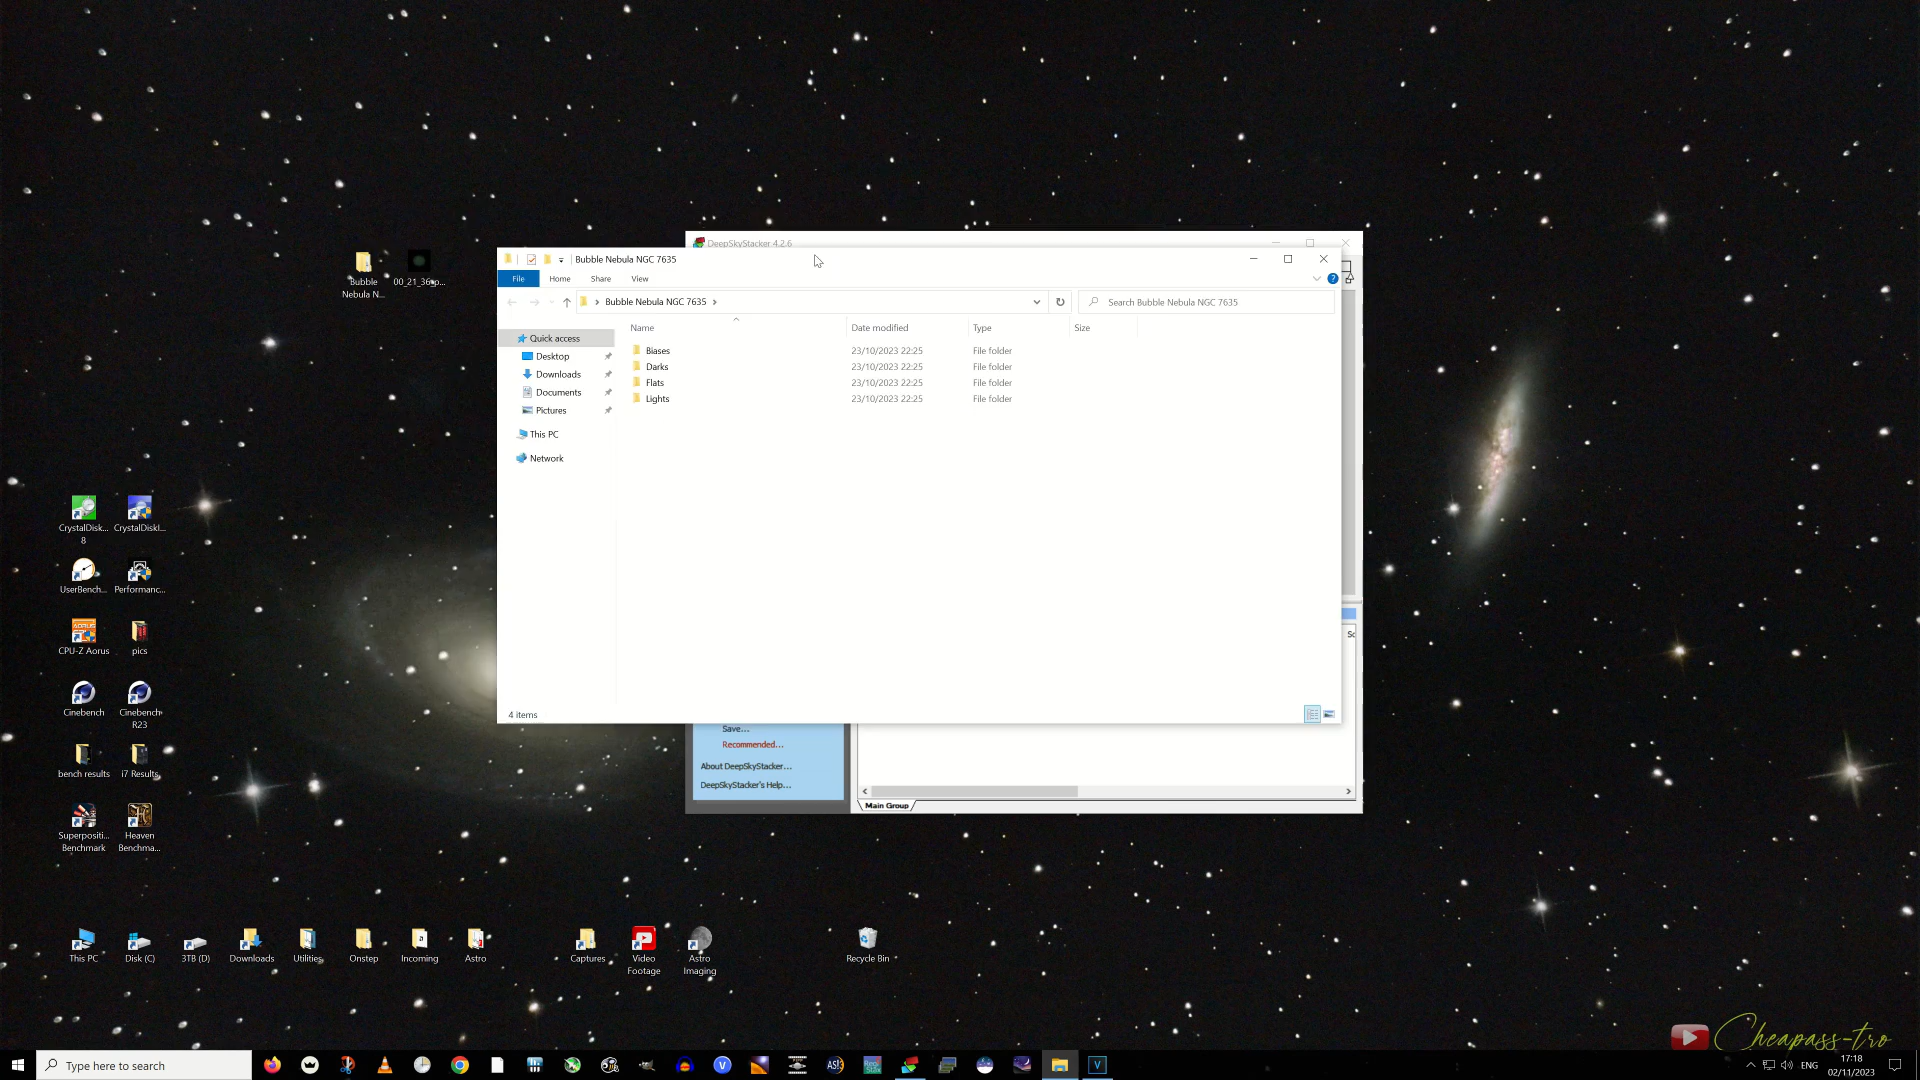 DeepSkyStacker 4.2.6
Bubble Nebula NGC 7635
File Home Share View
Bubble Nebula NGC 7635
Search Bubble Nebula NGC 7635
Name Date modified Type Size
Quick access
Desktop
Downloads
Documents
Pictures
This PC
Network
Biases 23/10/2023 22:25 File folder
Darks 23/10/2023 22:25 File folder
Flats 23/10/2023 22:25 File folder
Lights 23/10/2023 22:25 File folder
4 items
Sc
Save...
Recommended...
About DeepSkyStacker...
DeepSkyStacker's Help...
Main Group
Bubble
Nebula N...
CrystalDisk...
8
CrystalDiskI...
UserBench...
Performanc...
CPU-Z Aorus
pics
Cinebench
Cinebench
R23
bench results
i7 Results
Superpositi...
Benchmark
Heaven
Benchma...
This PC
Disk (C)
3TB (D)
Downloads
Utilities
Onstep
Incoming
Astro
Captures
Video
Footage
Astro
Imaging
Recycle Bin
Cheapass-tro
Type here to search
AS!
V
ENG
17:18
02/11/2023